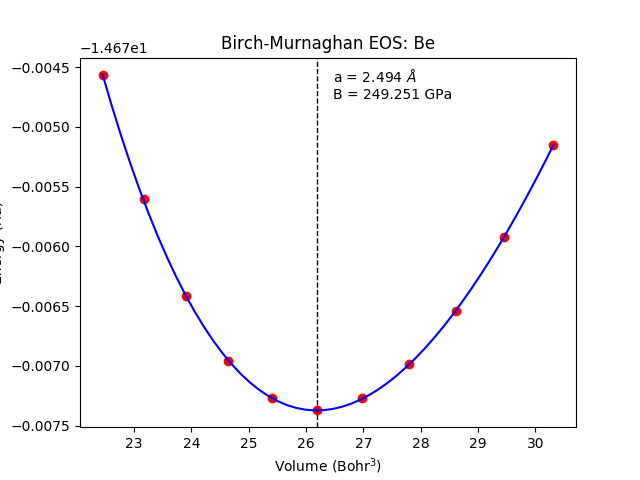 Birch-Murnaghan EOS: Be
−1.467e1
a = 2.494 Å
B = 249.251 GPa
−0.0045
−0.0050
−0.0055
−0.0060
−0.0065
−0.0070
−0.0075
23 24 25 26 27 28 29 30
Volume (Bohr³)